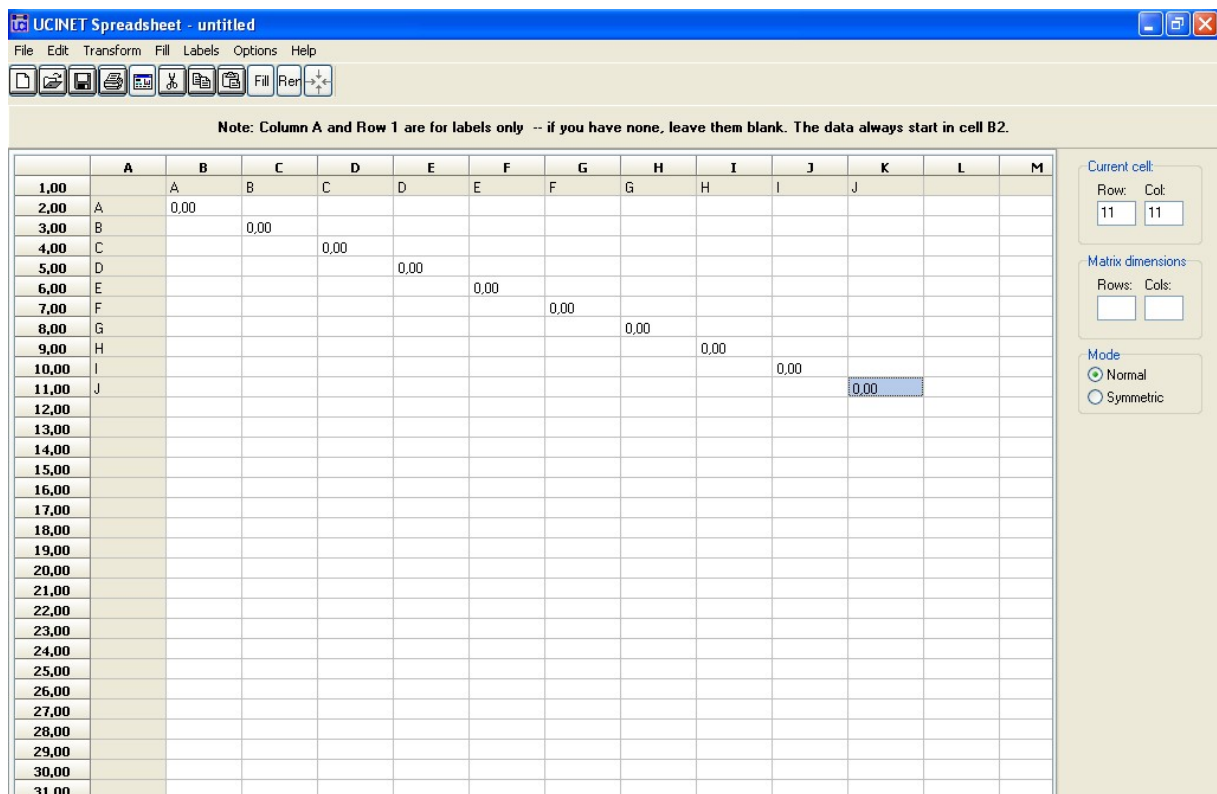 UCINET Spreadsheet - untitled
File Edit Transform Fill Labels Options Help
Fill Ren
Note: Column A and Row 1 are for labels only -- if you have none, leave them blank. The data always start in cell B2.
A B C D E F G H I J K L M
1,00 A B C D E F G H I J
2,00 A 0,00
3,00 B 0,00
4,00 C 0,00
5,00 D 0,00
6,00 E 0,00
7,00 F 0,00
8,00 G 0,00
9,00 H 0,00
10,00 I 0,00
11,00 J 0,00
12,00
13,00
14,00
15,00
16,00
17,00
18,00
19,00
20,00
21,00
22,00
23,00
24,00
25,00
26,00
27,00
28,00
29,00
30,00
31,00
Current cell:
Row: Col:
11 11
Matrix dimensions
Rows: Cols:
Mode
Normal
Symmetric